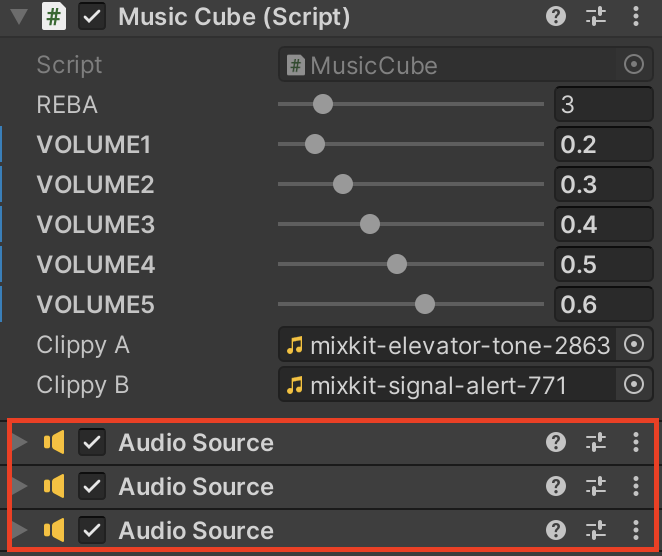 Music Cube (Script)
Script MusicCube
REBA 3
VOLUME1 0.2
VOLUME2 0.3
VOLUME3 0.4
VOLUME4 0.5
VOLUME5 0.6
Clippy A mixkit-elevator-tone-2863
Clippy B mixkit-signal-alert-771
Audio Source
Audio Source
Audio Source